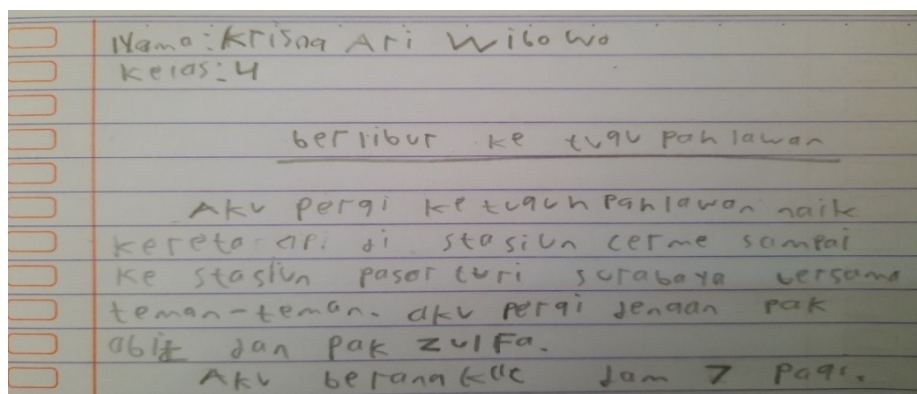 Nama: Krisna Ari Wibowo
Kelas: 4
berlibur ke tugu pahlawan
Aku pergi ke tuguh pahlawan naik
kereta api di stasiun cerme sampai
ke stasiun pasar turi surabaya bersama
teman-teman. aku pergi dengan pak
abit dan pak zulfa.
Aku berangkat jam 7 pagi.